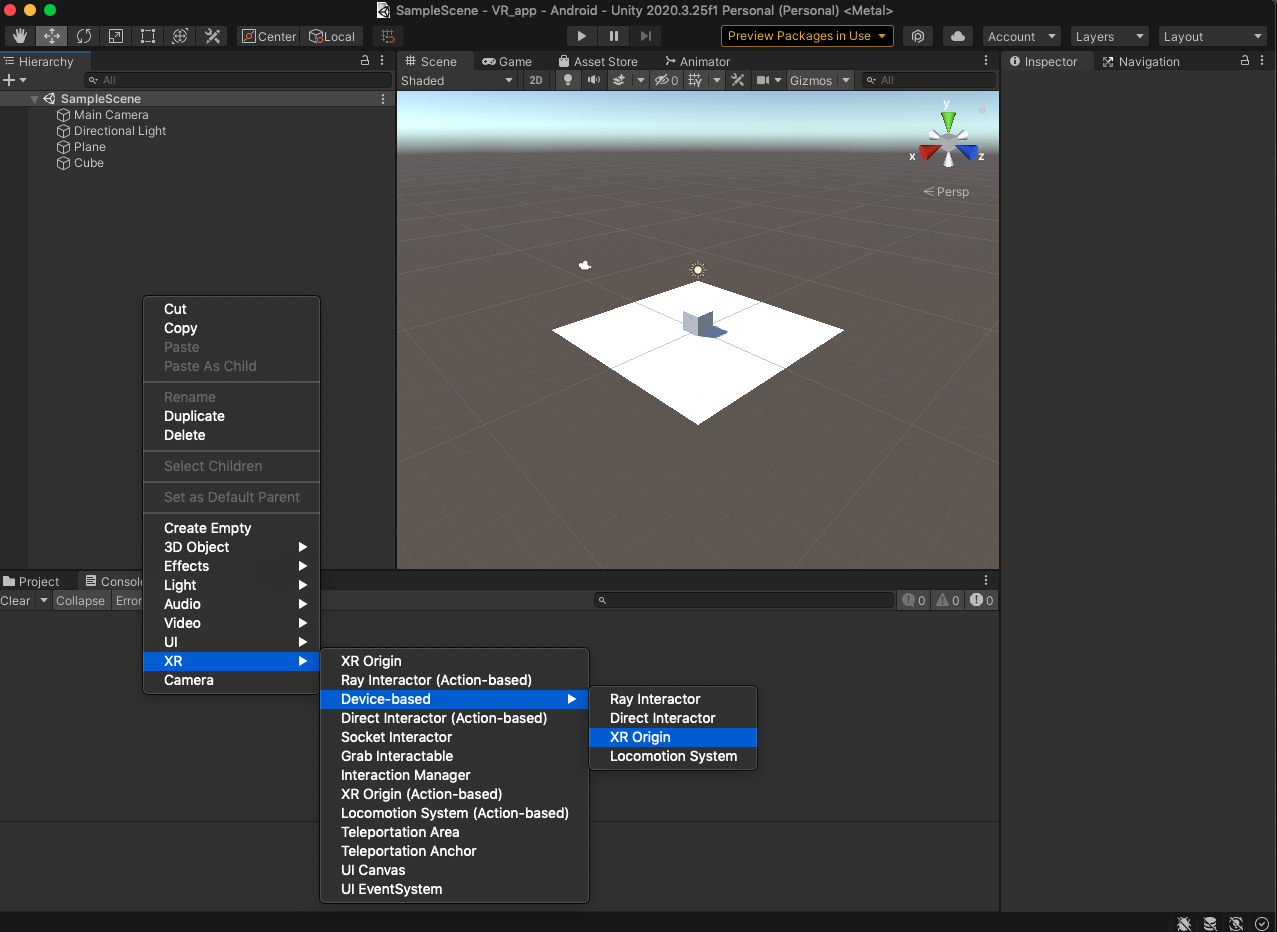 SampleScene - VR_app - Android - Unity 2020.3.25f1 Personal (Personal) <Metal>
Center Local Preview Packages in Use Account Layers Layout
Hierarchy Scene Game Asset Store Animator Inspector Navigation
All Shaded 2D 0 Gizmos All
SampleScene
Main Camera
Directional Light
Plane
Cube
y
x z
Persp
Cut
Copy
Paste
Paste As Child
Rename
Duplicate
Delete
Select Children
Set as Default Parent
Create Empty
3D Object
Effects
Light
Audio
Video
UI
XR
Camera
Project Console
Clear Collapse Error 0 0 0
XR Origin
Ray Interactor (Action-based)
Device-based
Direct Interactor (Action-based)
Socket Interactor
Grab Interactable
Interaction Manager
XR Origin (Action-based)
Locomotion System (Action-based)
Teleportation Area
Teleportation Anchor
UI Canvas
UI EventSystem
Ray Interactor
Direct Interactor
XR Origin
Locomotion System